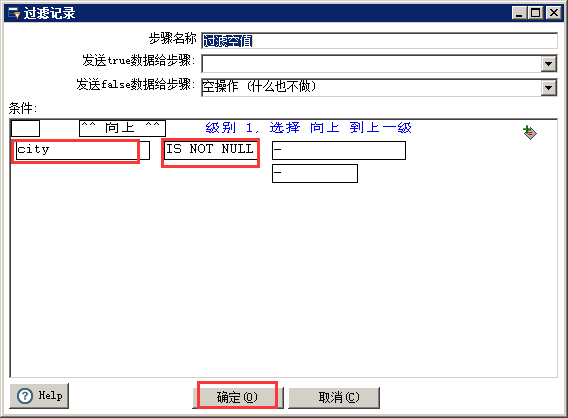 过滤记录
步骤名称 过滤空值
发送true数据给步骤:
发送false数据给步骤: 空操作 (什么也不做)
条件:
^^ 向上 ^^ 级别 1, 选择 向上 到上一级
city IS NOT NULL -
-
Help 确定(O) 取消(C)